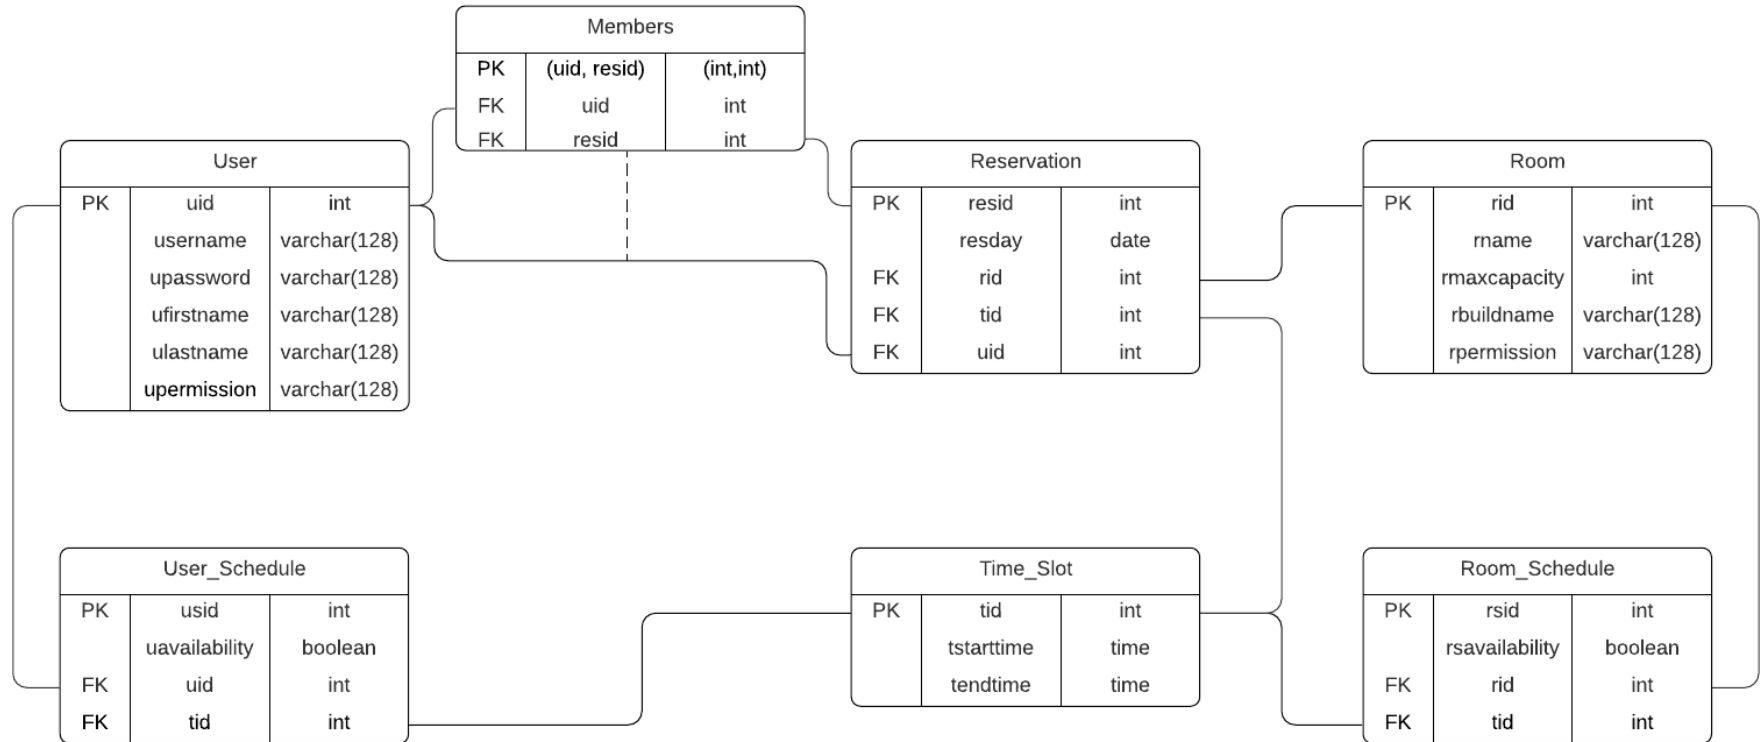 Members
PK (uid, resid) (int,int)
FK uid int
FK resid int
User
PK uid int
username varchar(128)
upassword varchar(128)
ufirstname varchar(128)
ulastname varchar(128)
upermission varchar(128)
Reservation
PK resid int
resday date
FK rid int
FK tid int
FK uid int
Room
PK rid int
rname varchar(128)
rmaxcapacity int
rbuildname varchar(128)
rpermission varchar(128)
User_Schedule
PK usid int
uavailability boolean
FK uid int
FK tid int
Time_Slot
PK tid int
tstarttime time
tendtime time
Room_Schedule
PK rsid int
rsavailability boolean
FK rid int
FK tid int